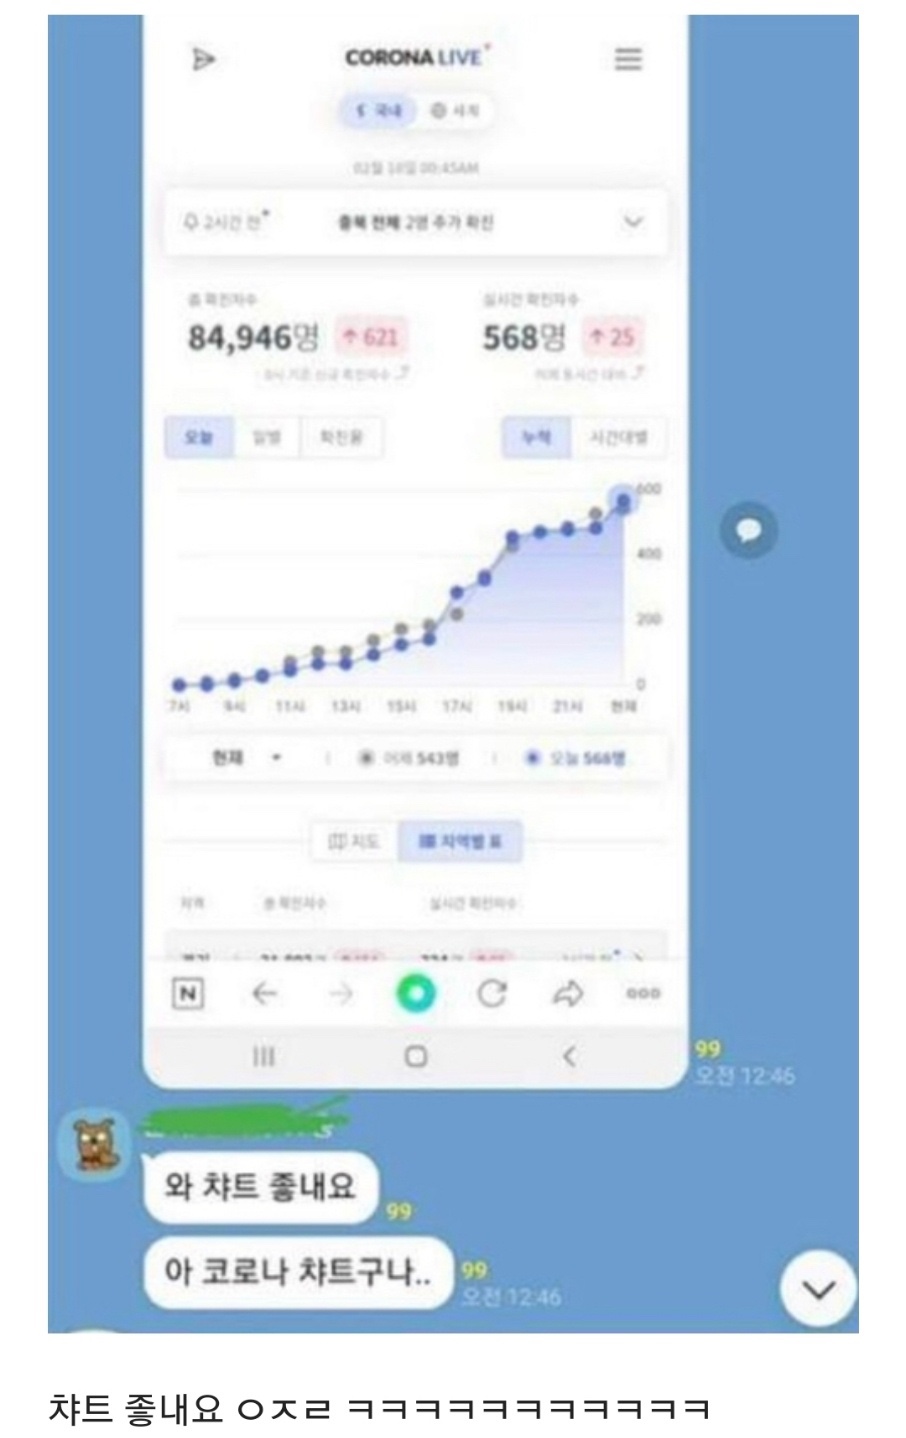 CORONA LIVE
국내 세계
02월 18일 00:45AM
2시간 전 충북 전체 2명 추가 확진
총 확진자수 실시간 확진자수
84,946명 ↑ 621 568명 ↑ 25
오늘 일별 확진율 누적 시간대별
600
400
200
0
7시 9시 11시 13시 15시 17시 19시 21시 현재
현재 어제 543명 오늘 568명
지도 지역별 표
지역 총 확진자수 실시간 확진자수
N
99
오전 12:46
와 챠트 좋내요
99
아 코로나 챠트구나..
99
오전 12:46
챠트 좋내요 ㅇㅈㄹ ㅋㅋㅋㅋㅋㅋㅋㅋㅋㅋㅋ